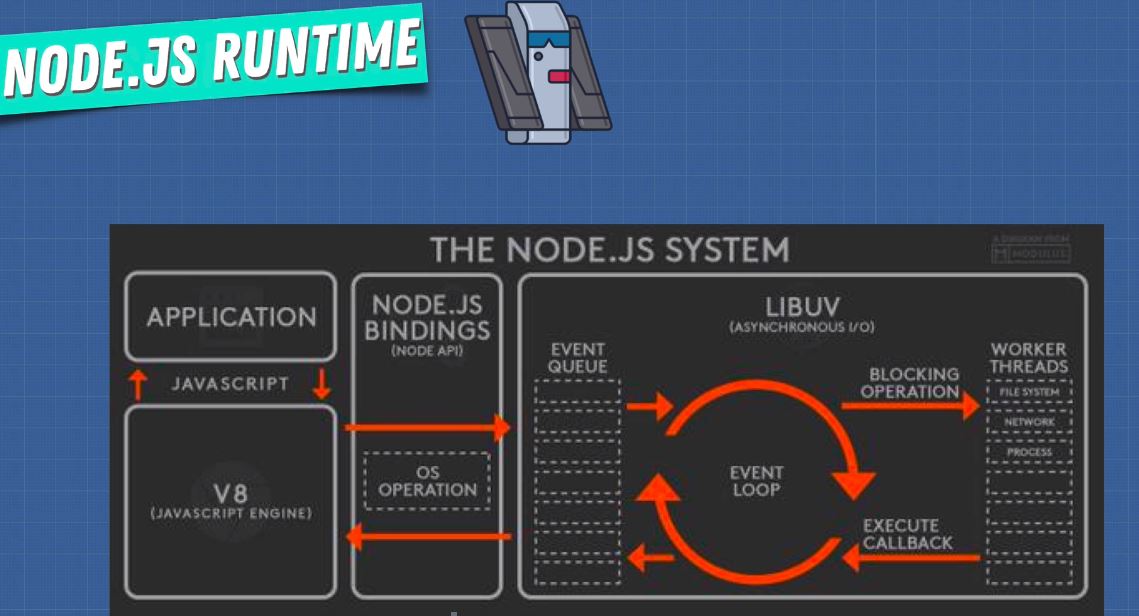 NODE.JS RUNTIME
THE NODE.JS SYSTEM
A DIAGRAM FROM
MODULUS
APPLICATION
JAVASCRIPT
V8
(JAVASCRIPT ENGINE)
NODE.JS
BINDINGS
(NODE API)
OS
OPERATION
LIBUV
(ASYNCHRONOUS I/O)
EVENT
QUEUE
EVENT
LOOP
BLOCKING
OPERATION
EXECUTE
CALLBACK
WORKER
THREADS
FILE SYSTEM
NETWORK
PROCESS